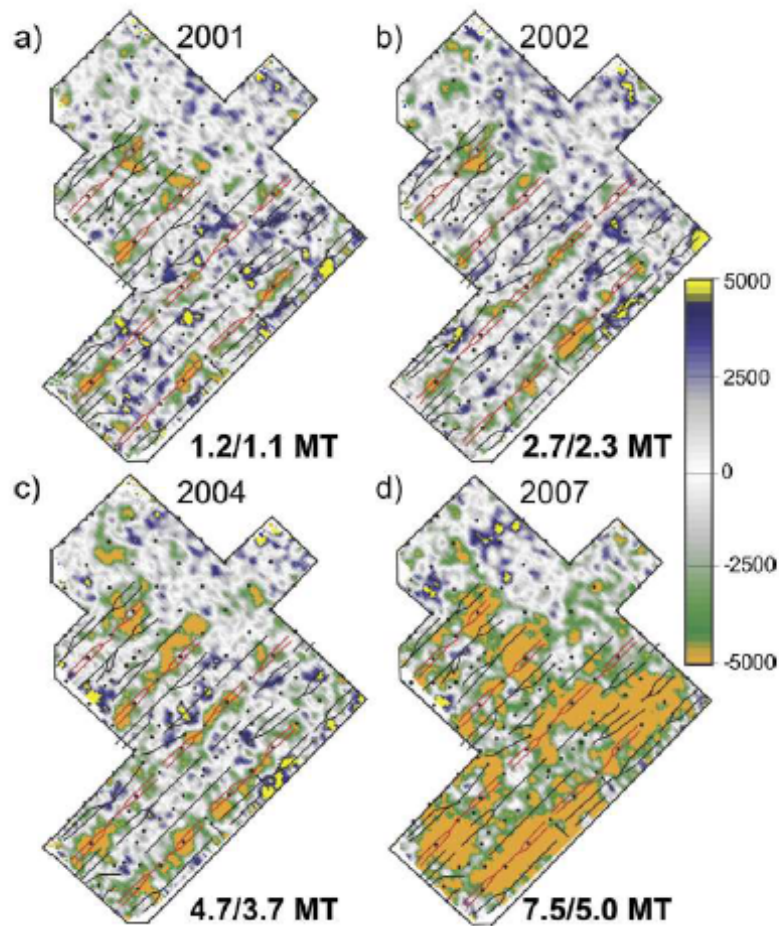 a) 2001
b) 2002
1.2/1.1 MT
2.7/2.3 MT
5000
2500
0
-2500
-5000
c) 2004
d) 2007
4.7/3.7 MT
7.5/5.0 MT